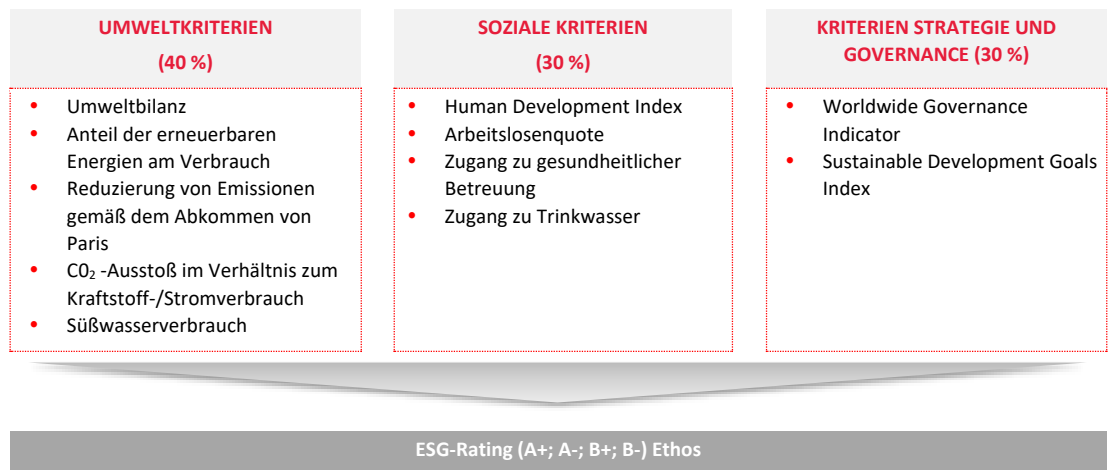 UMWELTKRITERIEN
(40 %)
• Umweltbilanz
• Anteil der erneuerbaren
Energien am Verbrauch
• Reduzierung von Emissionen
gemäß dem Abkommen von
Paris
• C0₂ -Ausstoß im Verhältnis zum
Kraftstoff-/Stromverbrauch
• Süßwasserverbrauch
SOZIALE KRITERIEN
(30 %)
• Human Development Index
• Arbeitslosenquote
• Zugang zu gesundheitlicher
Betreuung
• Zugang zu Trinkwasser
KRITERIEN STRATEGIE UND
GOVERNANCE (30 %)
• Worldwide Governance
Indicator
• Sustainable Development Goals
Index
ESG-Rating (A+; A-; B+; B-) Ethos